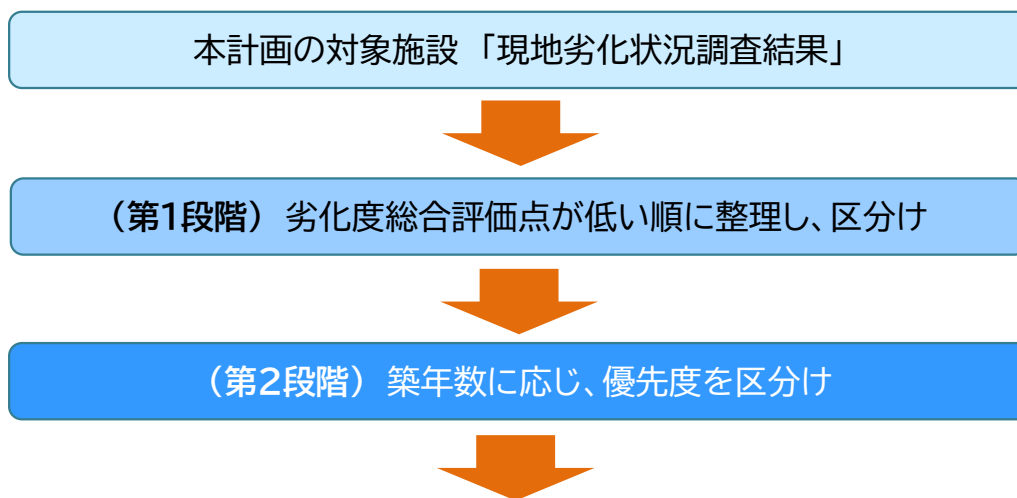 本計画の対象施設 「現地劣化状況調査結果」
（第1段階） 劣化度総合評価点が低い順に整理し、区分け
（第2段階） 築年数に応じ、優先度を区分け